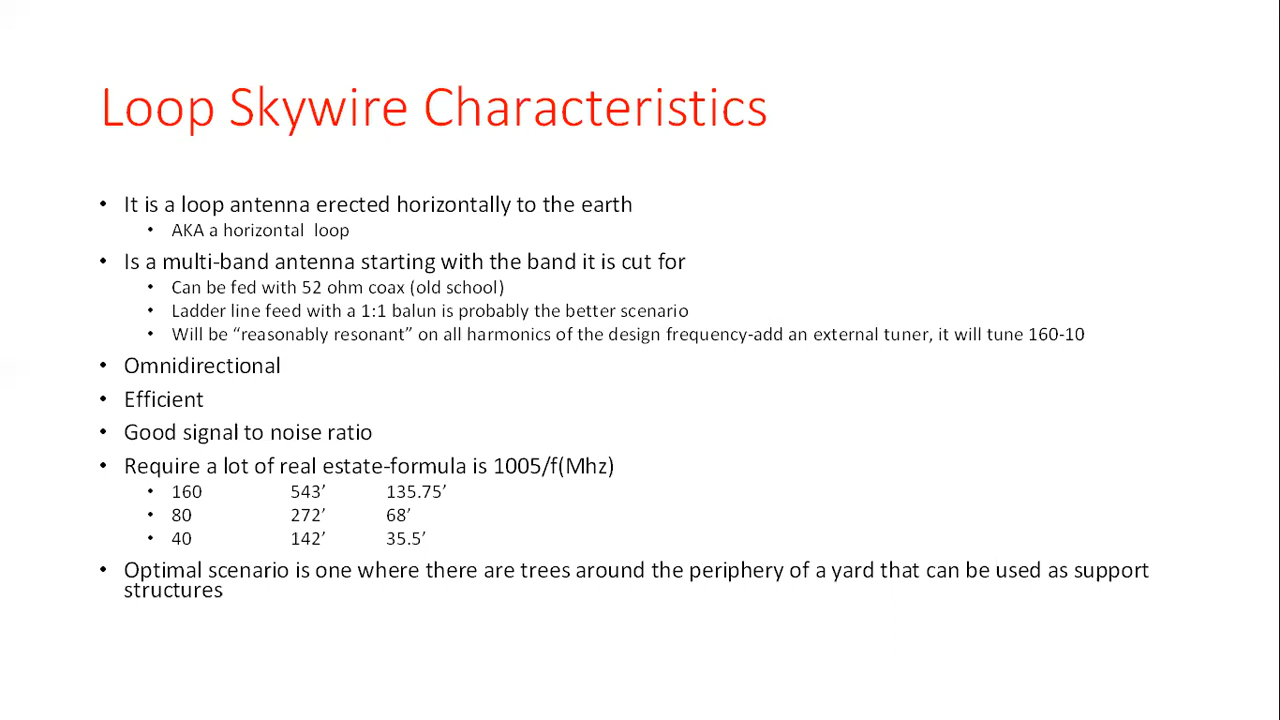 Loop Skywire Characteristics
• It is a loop antenna erected horizontally to the earth
• AKA a horizontal loop
• Is a multi-band antenna starting with the band it is cut for
• Can be fed with 52 ohm coax (old school)
• Ladder line feed with a 1:1 balun is probably the better scenario
• Will be “reasonably resonant” on all harmonics of the design frequency-add an external tuner, it will tune 160-10
• Omnidirectional
• Efficient
• Good signal to noise ratio
• Require a lot of real estate-formula is 1005/f(Mhz)
• 160 543’ 135.75’
• 80 272’ 68’
• 40 142’ 35.5’
• Optimal scenario is one where there are trees around the periphery of a yard that can be used as support
structures